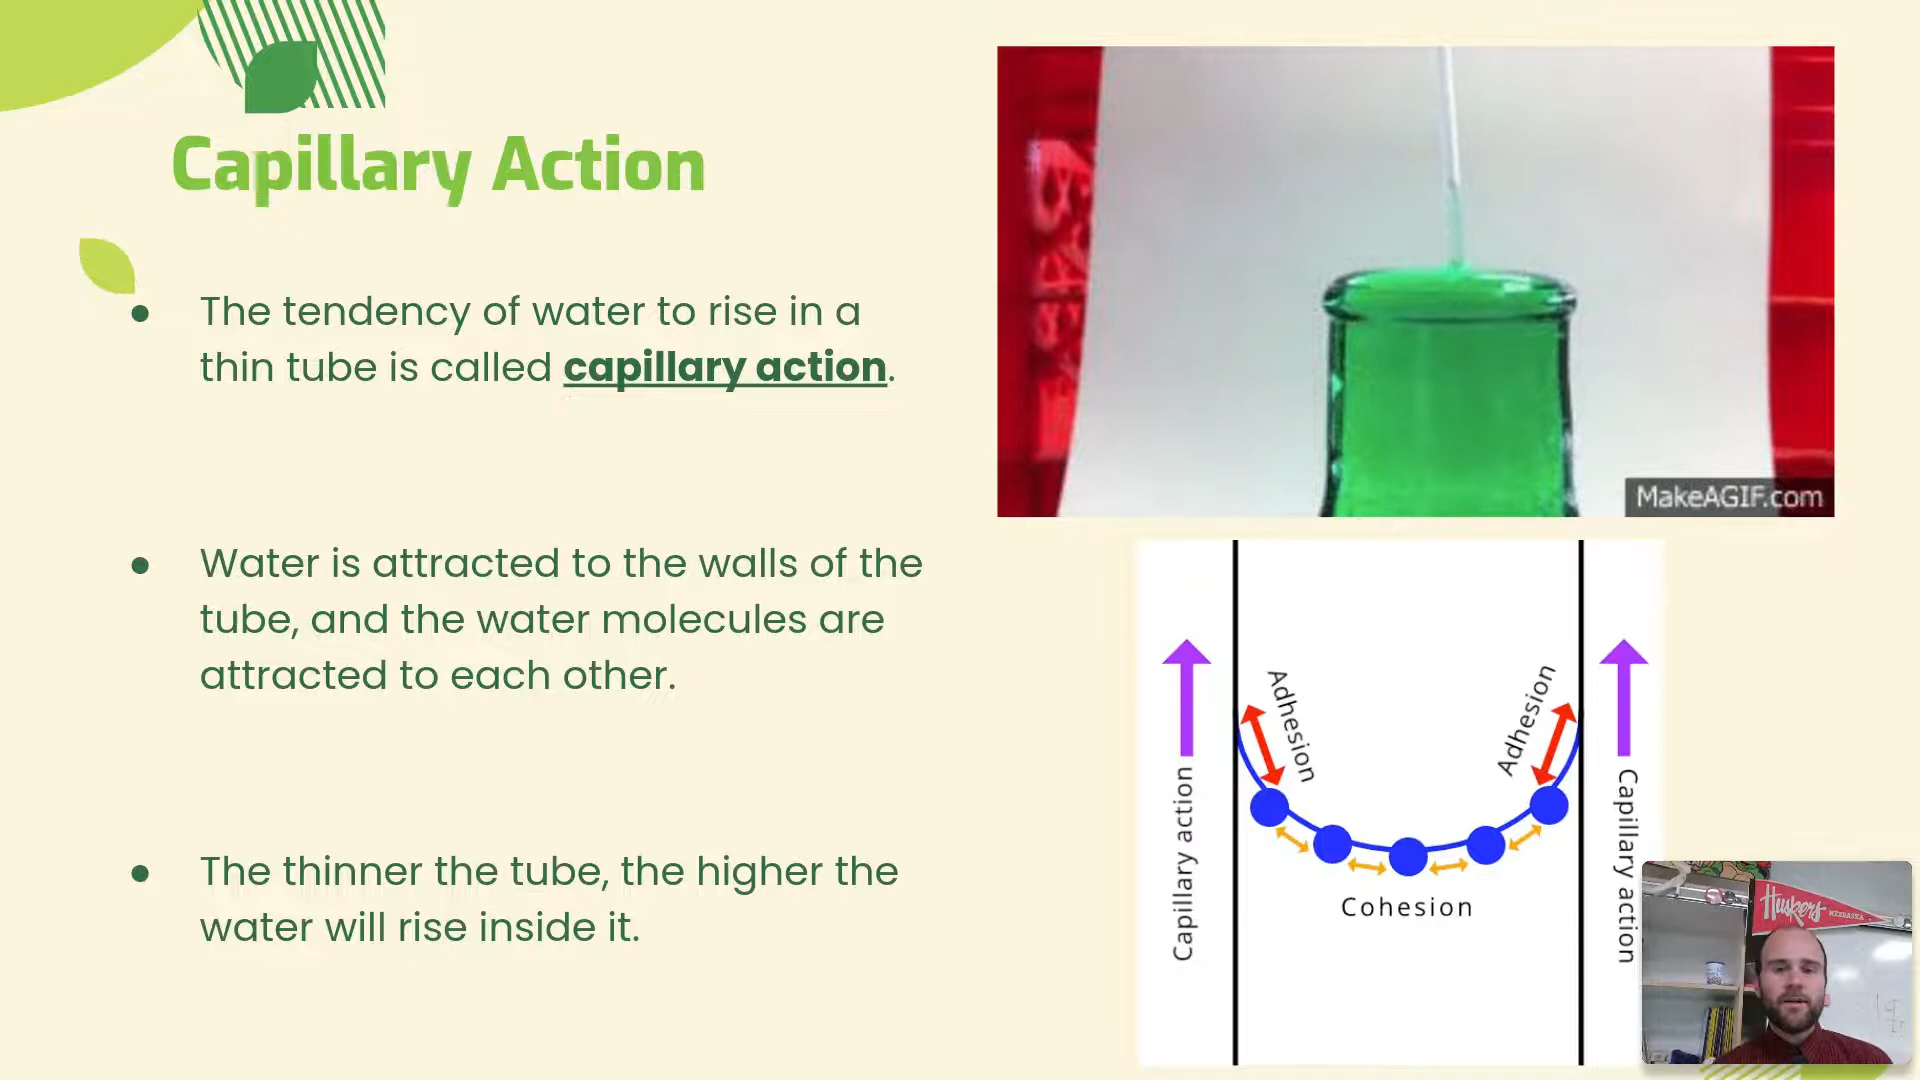 Capillary Action
● The tendency of water to rise in a
thin tube is called capillary action.
● Water is attracted to the walls of the
tube, and the water molecules are
attracted to each other.
● The thinner the tube, the higher the
water will rise inside it.
MakeAGIF.com
Capillary action
Adhesion
Adhesion
Capillary action
Cohesion
Huskers
NEBRASKA